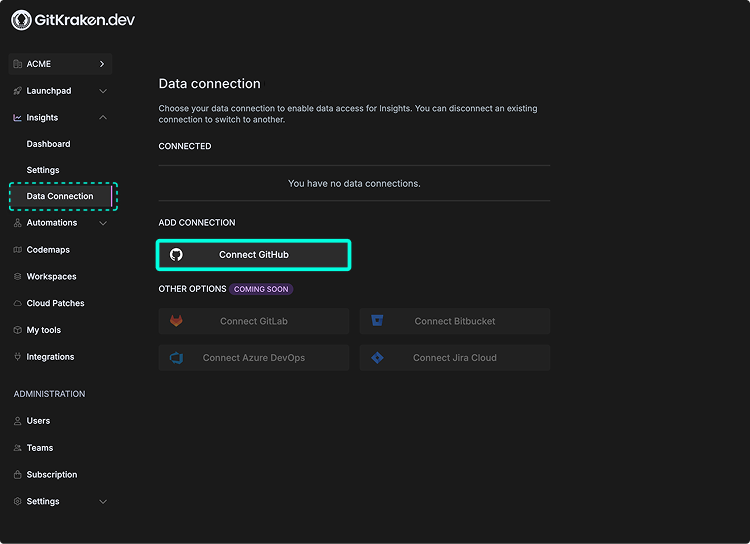 GitKraken.dev
ACME
Launchpad
Insights
Dashboard
Settings
Data Connection
Automations
Codemaps
Workspaces
Cloud Patches
My tools
Integrations
ADMINISTRATION
Users
Teams
Subscription
Settings
Data connection
Choose your data connection to enable data access for Insights. You can disconnect an existing
connection to switch to another.
CONNECTED
You have no data connections.
ADD CONNECTION
Connect GitHub
OTHER OPTIONS COMING SOON
Connect GitLab
Connect Bitbucket
Connect Azure DevOps
Connect Jira Cloud